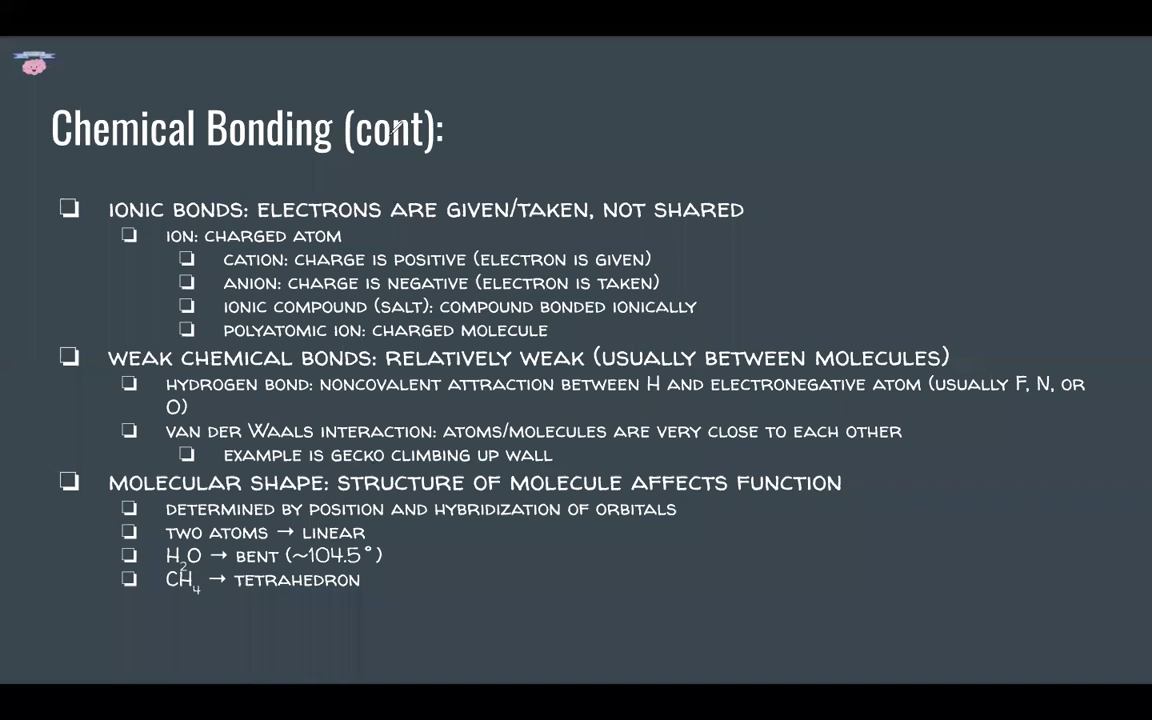 Chemical Bonding (cont):
❏ IONIC BONDS: ELECTRONS ARE GIVEN/TAKEN, NOT SHARED
❏ ION: CHARGED ATOM
❏ CATION: CHARGE IS POSITIVE (ELECTRON IS GIVEN)
❏ ANION: CHARGE IS NEGATIVE (ELECTRON IS TAKEN)
❏ IONIC COMPOUND (SALT): COMPOUND BONDED IONICALLY
❏ POLYATOMIC ION: CHARGED MOLECULE
❏ WEAK CHEMICAL BONDS: RELATIVELY WEAK (USUALLY BETWEEN MOLECULES)
❏ HYDROGEN BOND: NONCOVALENT ATTRACTION BETWEEN H AND ELECTRONEGATIVE ATOM (USUALLY F, N, OR
O)
❏ VAN DER WAALS INTERACTION: ATOMS/MOLECULES ARE VERY CLOSE TO EACH OTHER
❏ EXAMPLE IS GECKO CLIMBING UP WALL
❏ MOLECULAR SHAPE: STRUCTURE OF MOLECULE AFFECTS FUNCTION
❏ DETERMINED BY POSITION AND HYBRIDIZATION OF ORBITALS
❏ TWO ATOMS → LINEAR
❏ H₂O → BENT (~104.5°)
❏ CH₄ → TETRAHEDRON